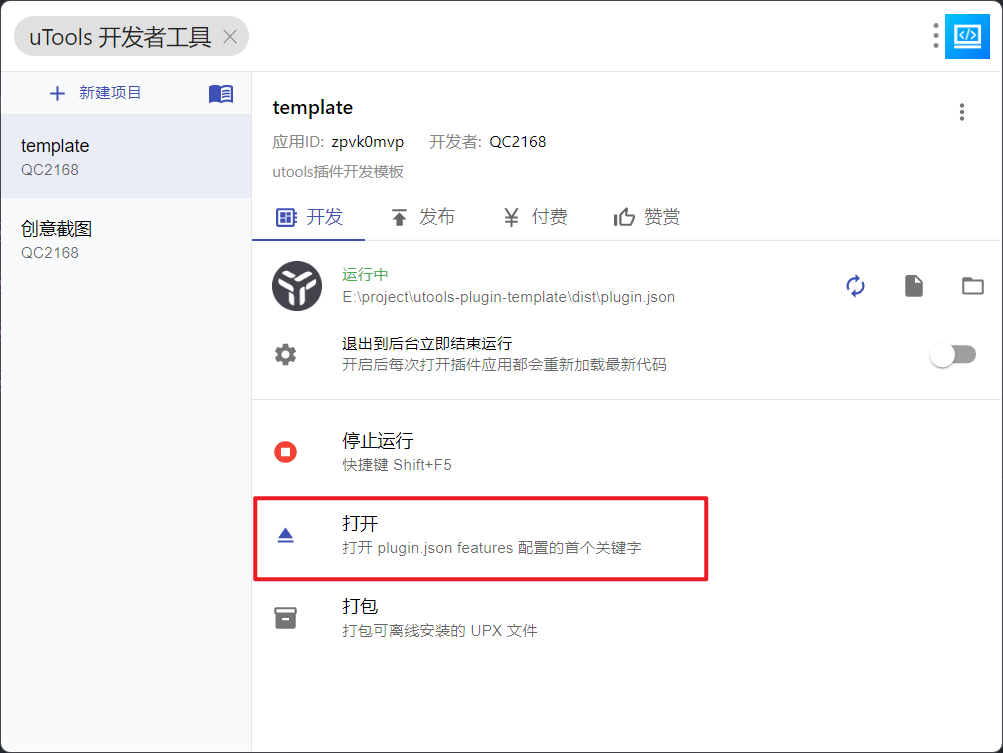 uTools 开发者工具
新建项目
template
QC2168
创意截图
QC2168
template
应用ID: zpvk0mvp 开发者: QC2168
utools插件开发模板
开发 发布 付费 赞赏
运行中
E:\project\utools-plugin-template\dist\plugin.json
退出到后台立即结束运行
开启后每次打开插件应用都会重新加载最新代码
停止运行
快捷键 Shift+F5
打开
打开 plugin.json features 配置的首个关键字
打包
打包可离线安装的 UPX 文件